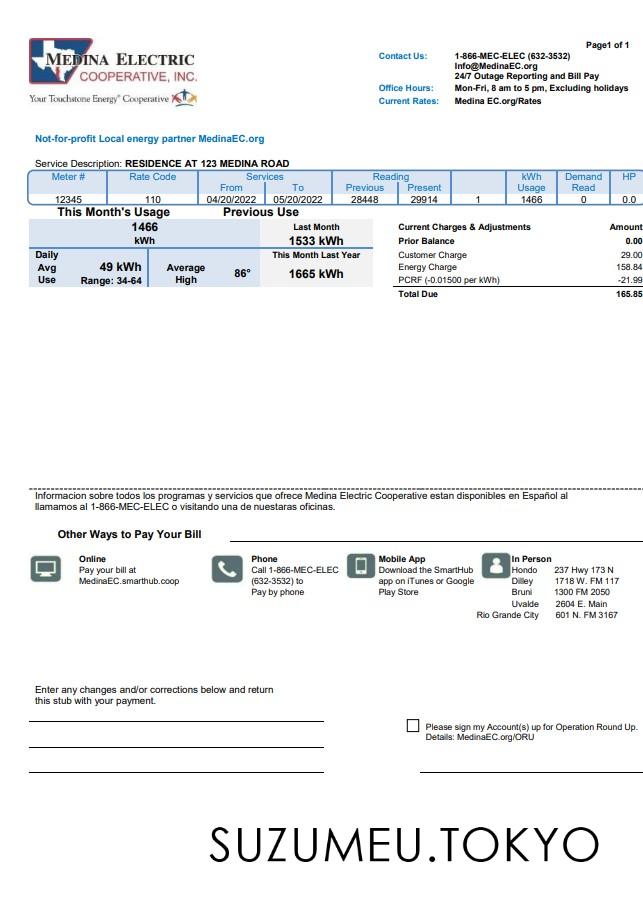 Page1 of 1
MEDINA ELECTRIC
COOPERATIVE, INC.
Your Touchstone Energy® Cooperative
Contact Us: 1-866-MEC-ELEC (632-3532)
Info@MedinaEC.org
24/7 Outage Reporting and Bill Pay
Office Hours: Mon-Fri, 8 am to 5 pm, Excluding holidays
Current Rates: Medina EC.org/Rates
Not-for-profit Local energy partner MedinaEC.org
Service Description: RESIDENCE AT 123 MEDINA ROAD
Meter # Rate Code Services Reading kWh Demand HP
From To Previous Present Usage Read
12345 110 04/20/2022 05/20/2022 28448 29914 1 1466 0 0.0
This Month's Usage Previous Use
1466
kWh
Last Month
1533 kWh
Daily
Avg
Use
49 kWh
Range: 34-64
Average
High
86°
This Month Last Year
1665 kWh
Current Charges & Adjustments Amount
Prior Balance 0.00
Customer Charge 29.00
Energy Charge 158.84
PCRF (-0.01500 per kWh) -21.99
Total Due 165.85
Informacion sobre todos los programas y servicios que ofrece Medina Electric Cooperative estan disponibles en Español al
llamamos al 1-866-MEC-ELEC o visitando una de nuestaras oficinas.
Other Ways to Pay Your Bill
Online
Pay your bill at
MedinaEC.smarthub.coop
Phone
Call 1-866-MEC-ELEC
(632-3532) to
Pay by phone
Mobile App
Download the SmartHub
app on iTunes or Google
Play Store
In Person
Hondo 237 Hwy 173 N
Dilley 1718 W. FM 117
Bruni 1300 FM 2050
Uvalde 2604 E. Main
Rio Grande City 601 N. FM 3167
Enter any changes and/or corrections below and return
this stub with your payment.
Please sign my Account(s) up for Operation Round Up.
Details: MedinaEC.org/ORU
SUZUMEU.TOKYO